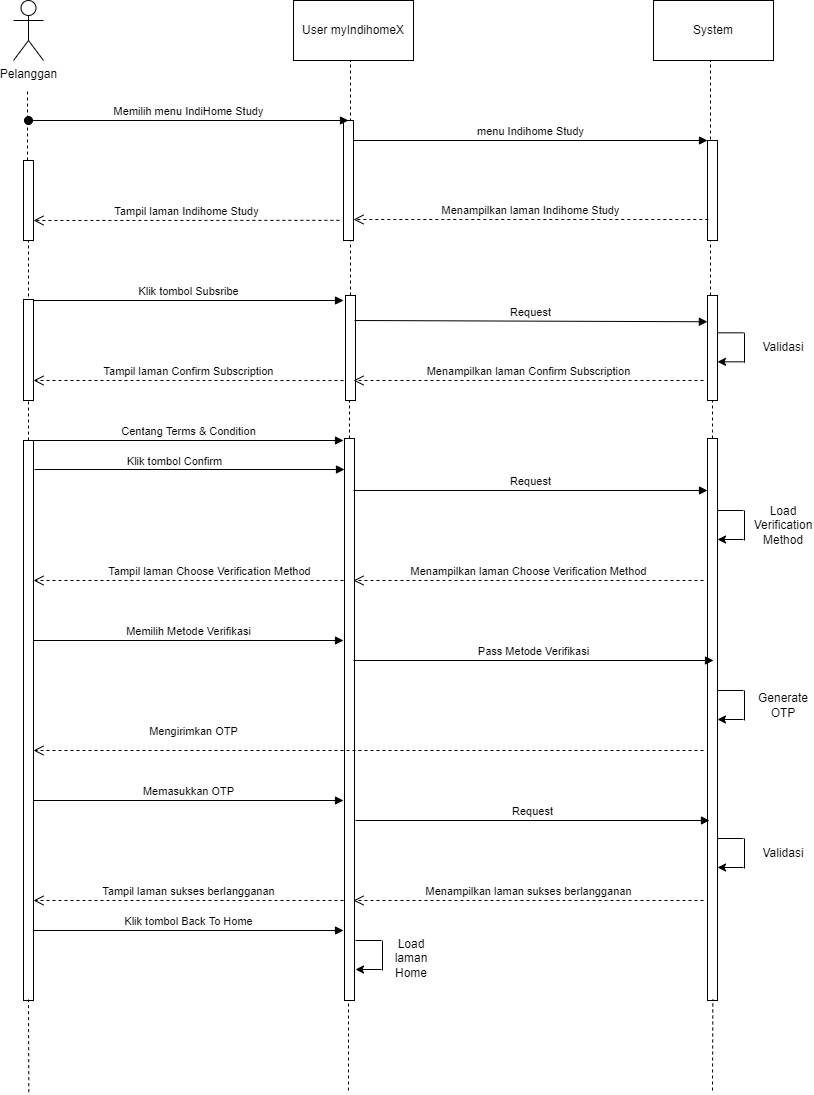 User myIndihomeX
System
Pelanggan
Memilih menu IndiHome Study
menu Indihome Study
Tampil laman Indihome Study
Menampilkan laman Indihome Study
Klik tombol Subsribe
Request
Validasi
Tampil laman Confirm Subscription
Menampilkan laman Confirm Subscription
Centang Terms & Condition
Klik tombol Confirm
Request
Load
Verification
Method
Tampil laman Choose Verification Method
Menampilkan laman Choose Verification Method
Memilih Metode Verifikasi
Pass Metode Verifikasi
Generate
OTP
Mengirimkan OTP
Memasukkan OTP
Request
Validasi
Tampil laman sukses berlangganan
Menampilkan laman sukses berlangganan
Klik tombol Back To Home
Load
laman
Home